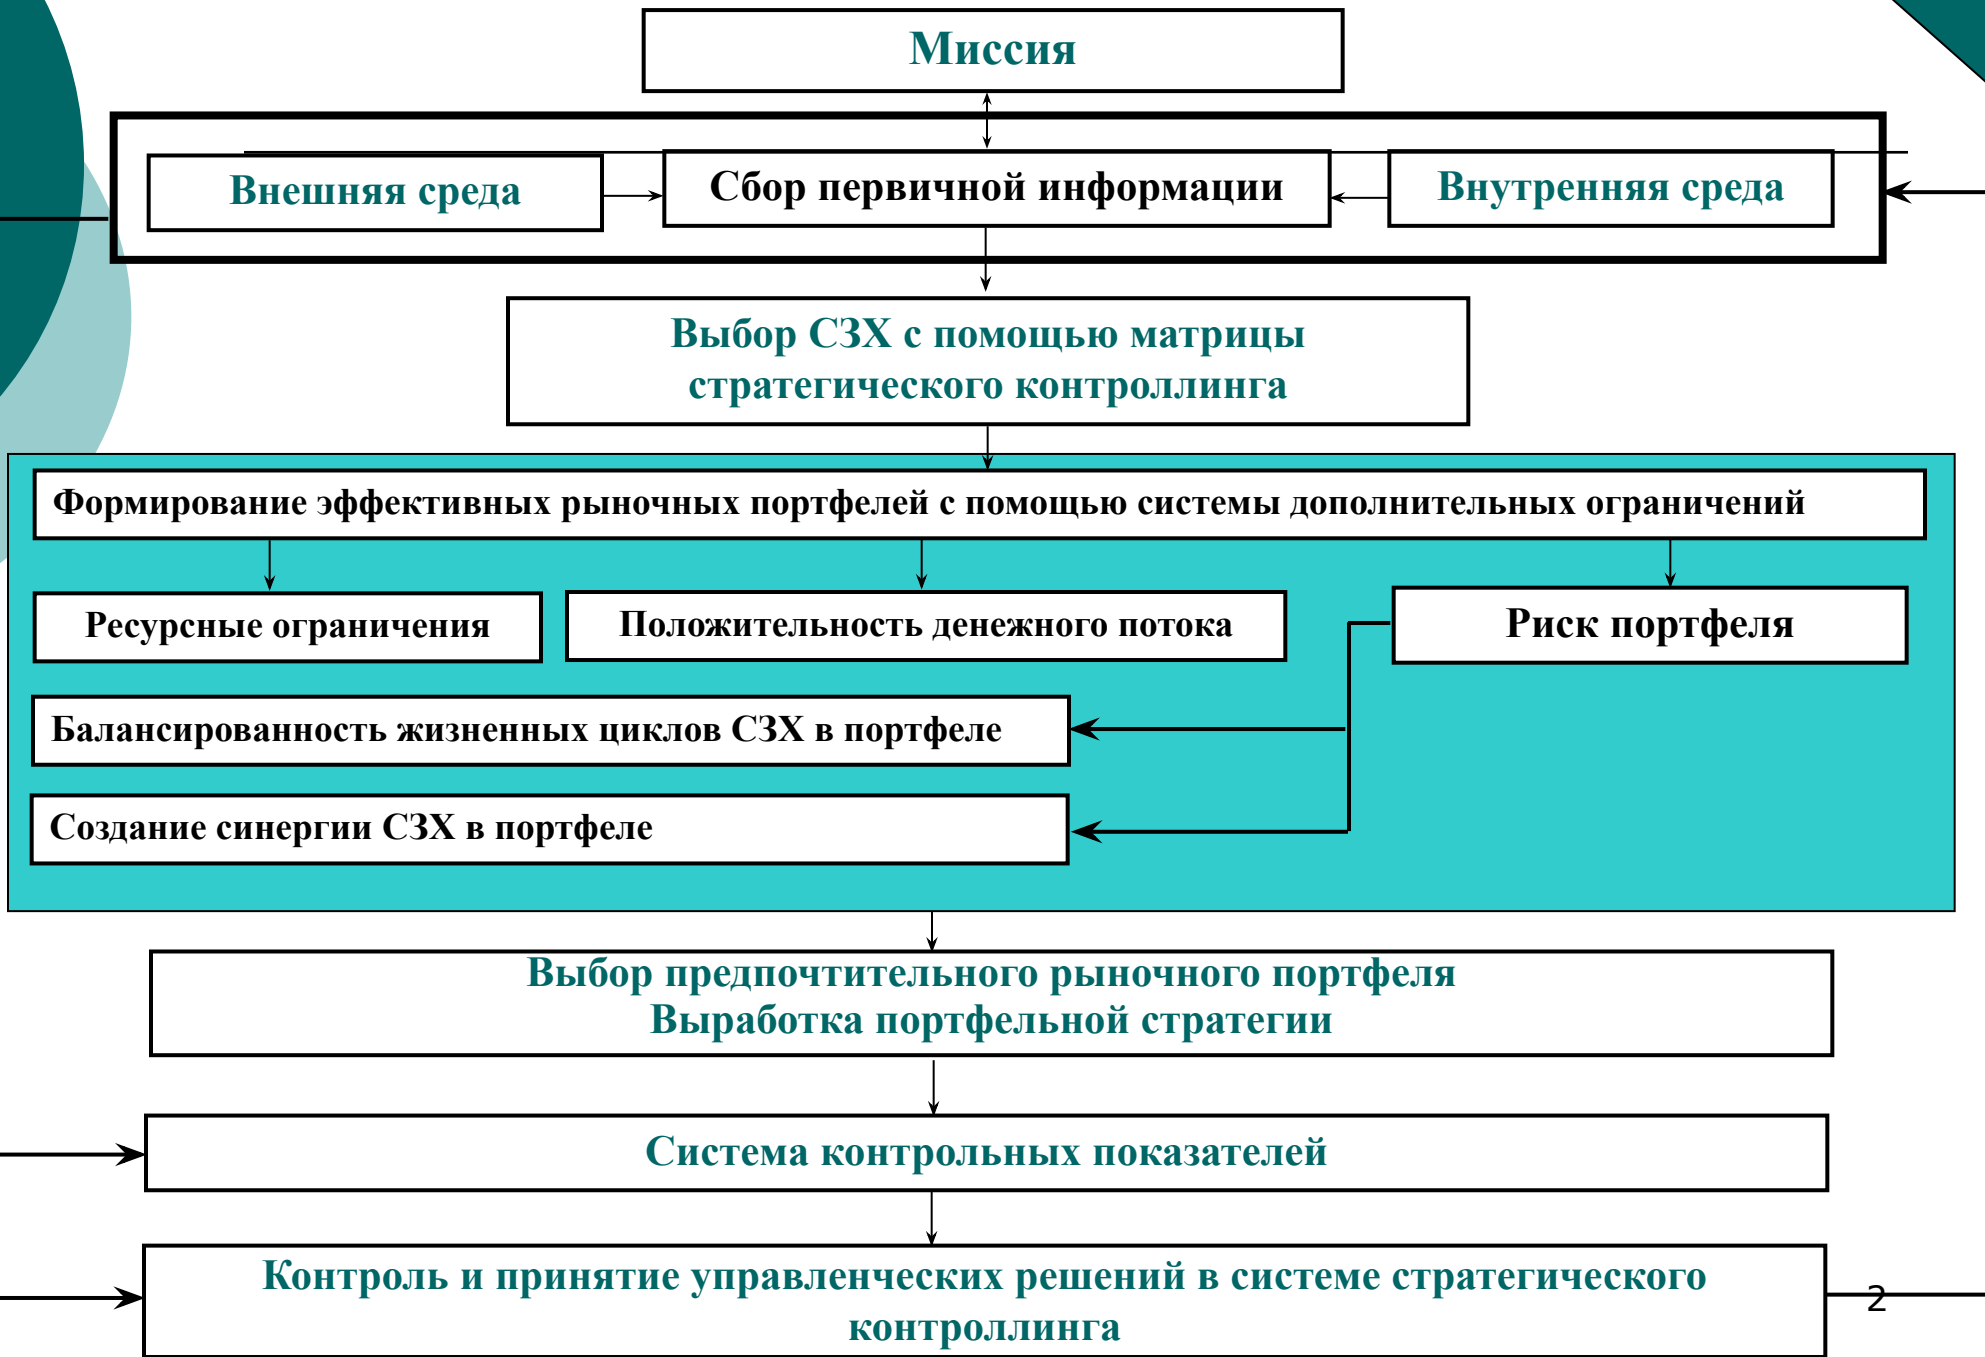 Миссия
Внешняя среда
Сбор первичной информации
Внутренняя среда
Выбор СЗХ с помощью матрицы
стратегического контроллинга
Формирование эффективных рыночных портфелей с помощью системы дополнительных ограничений
Ресурсные ограничения
Положительность денежного потока
Риск портфеля
Балансированность жизненных циклов СЗХ в портфеле
Создание синергии СЗХ в портфеле
Выбор предпочтительного рыночного портфеля
Выработка портфельной стратегии
Система контрольных показателей
Контроль и принятие управленческих решений в системе стратегического
контроллинга
2